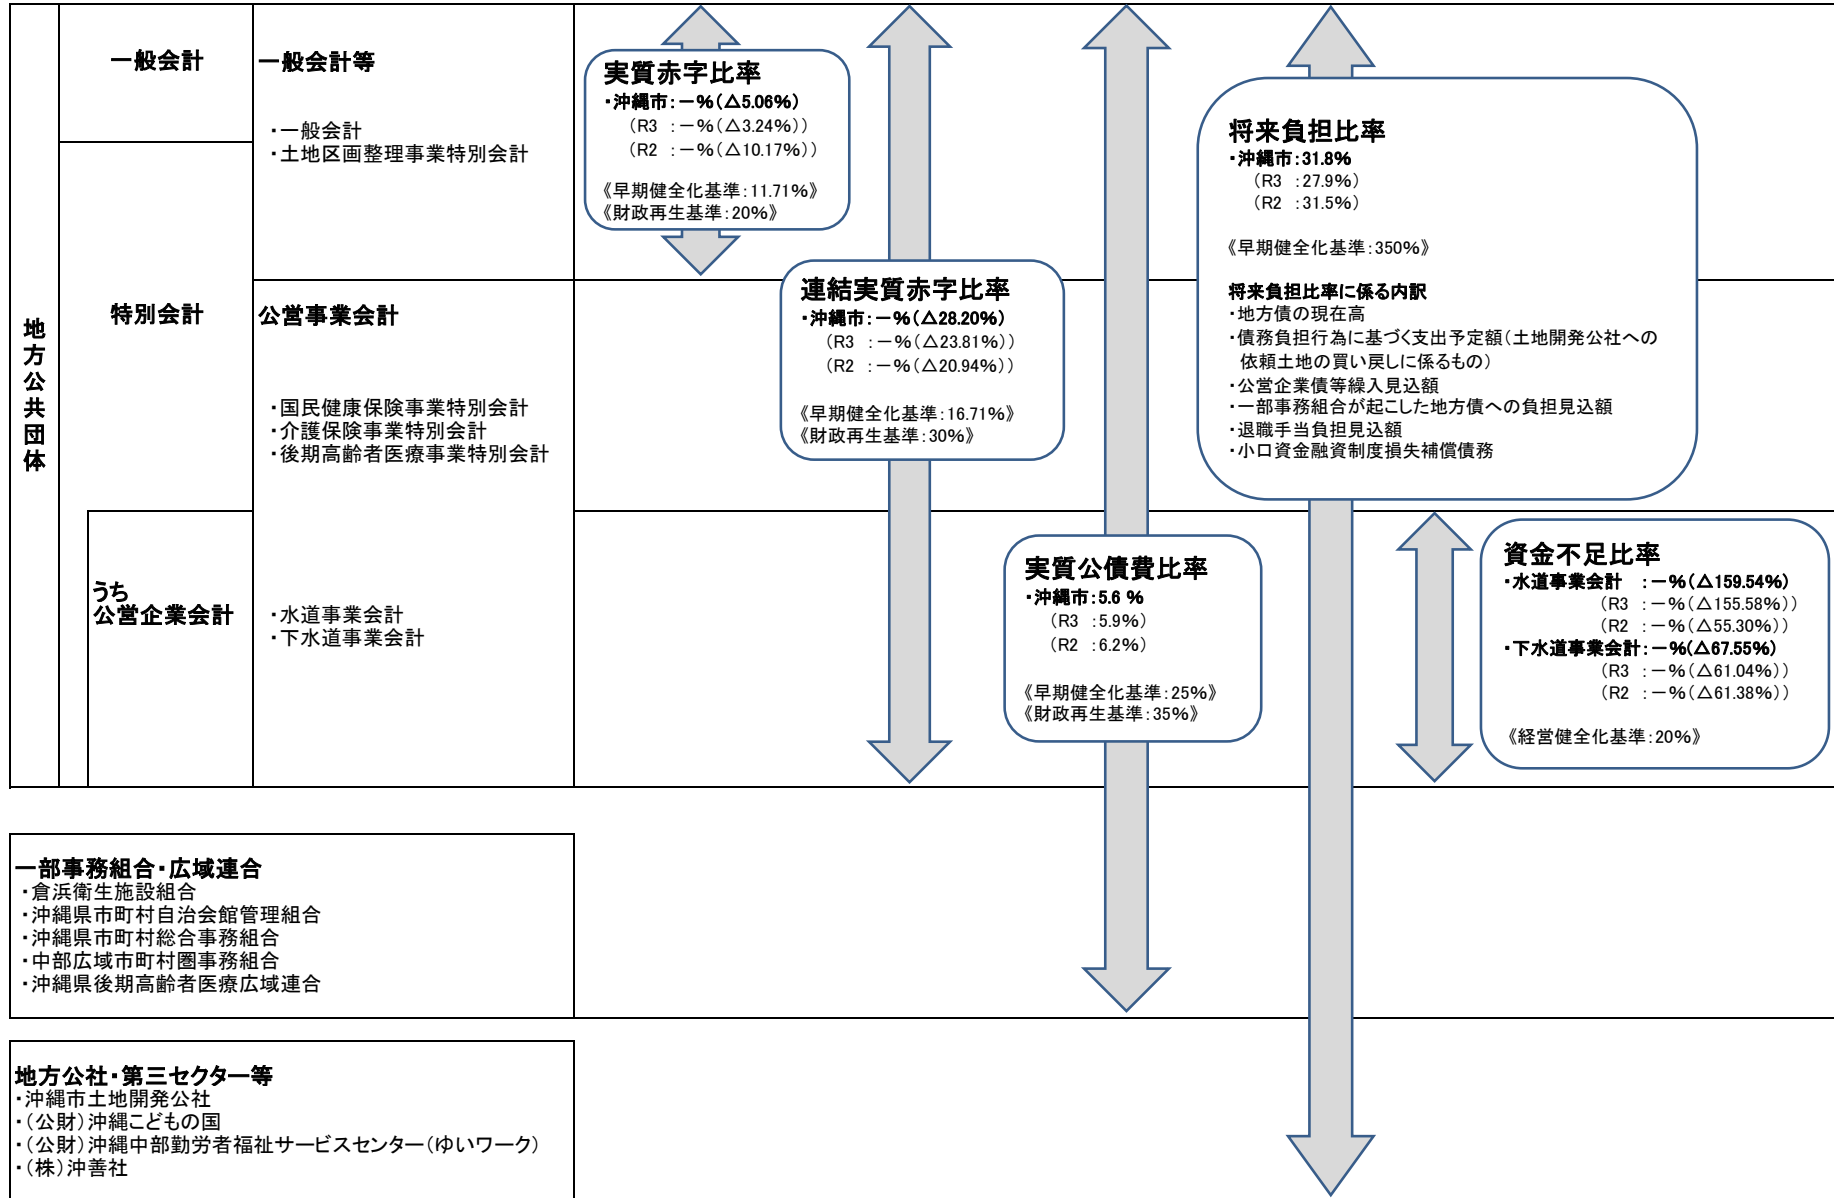 地方公共団体
一般会計
特別会計
うち
公営企業会計
一般会計等
・一般会計
・土地区画整理事業特別会計
公営事業会計
・国民健康保険事業特別会計
・介護保険事業特別会計
・後期高齢者医療事業特別会計
・水道事業会計
・下水道事業会計
実質赤字比率
・沖縄市：－％（△5.06％）
（R3 ：－％（△3.24％））
（R2 ：－％（△10.17％））
《早期健全化基準：11.71％》
《財政再生基準：20％》
連結実質赤字比率
・沖縄市：－％（△28.20％）
（R3 ：－％（△23.81％））
（R2 ：－％（△20.94％））
《早期健全化基準：16.71％》
《財政再生基準：30％》
実質公債費比率
・沖縄市：5.6 ％
（R3 ：5.9％）
（R2 ：6.2％）
《早期健全化基準：25％》
《財政再生基準：35％》
将来負担比率
・沖縄市：31.8％
（R3 ：27.9％）
（R2 ：31.5％）
《早期健全化基準：350％》
将来負担比率に係る内訳
・地方債の現在高
・債務負担行為に基づく支出予定額（土地開発公社への
依頼土地の買い戻しに係るもの）
・公営企業債等繰入見込額
・一部事務組合が起こした地方債への負担見込額
・退職手当負担見込額
・小口資金融資制度損失補償債務
資金不足比率
・水道事業会計 ：－％（△159.54％）
（R3 ：－％（△155.58％））
（R2 ：－％（△55.30％））
・下水道事業会計：－％（△67.55％）
（R3 ：－％（△61.04％））
（R2 ：－％（△61.38％））
《経営健全化基準：20％》
一部事務組合・広域連合
・倉浜衛生施設組合
・沖縄県市町村自治会館管理組合
・沖縄県市町村総合事務組合
・中部広域市町村圏事務組合
・沖縄県後期高齢者医療広域連合
地方公社・第三セクター等
・沖縄市土地開発公社
・（公財）沖縄こどもの国
・（公財）沖縄中部勤労者福祉サービスセンター（ゆいワーク）
・（株）沖善社